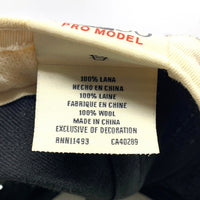 PRO MODEL
100% LANA
HECHO EN CHINA
100% LAINE
FABRIQUE EN CHINE
100% WOOL
MADE IN CHINA
EXCLUSIVE OF DECORATION
RNN11493 CA40289